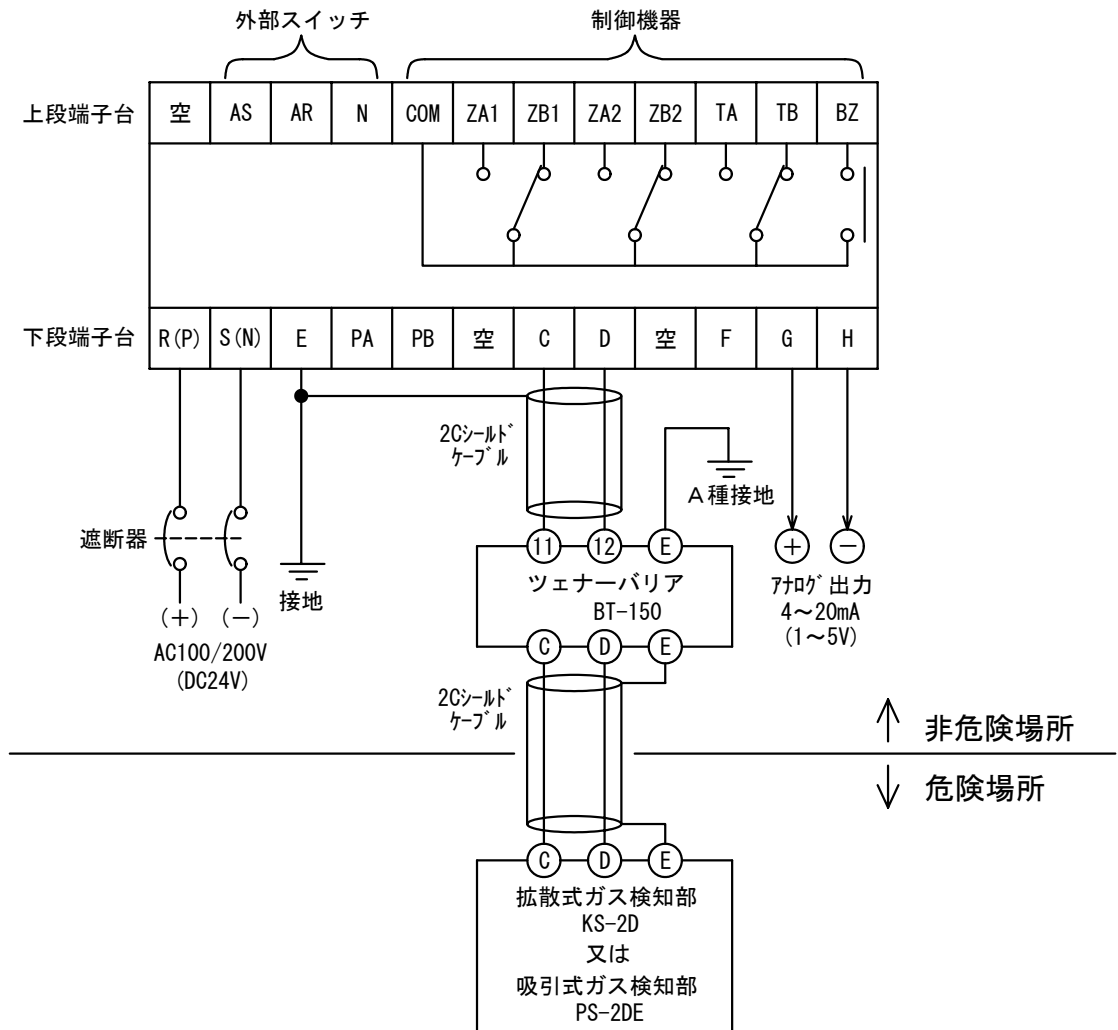 外部スイッチ
制御機器
上段端子台 空 AS AR N COM ZA1 ZB1 ZA2 ZB2 TA TB BZ
下段端子台 R(P) S(N) E PA PB 空 C D 空 F G H
2Cシールド
ケーブル
A種接地
遮断器
接地
(+) (-)
AC100/200V
(DC24V)
11 12 E
ツェナーバリア
BT-150
C D E
+ -
アナログ出力
4~20mA
(1~5V)
2Cシールド
ケーブル
↑ 非危険場所
↓ 危険場所
C D E
拡散式ガス検知部
KS-2D
又は
吸引式ガス検知部
PS-2DE